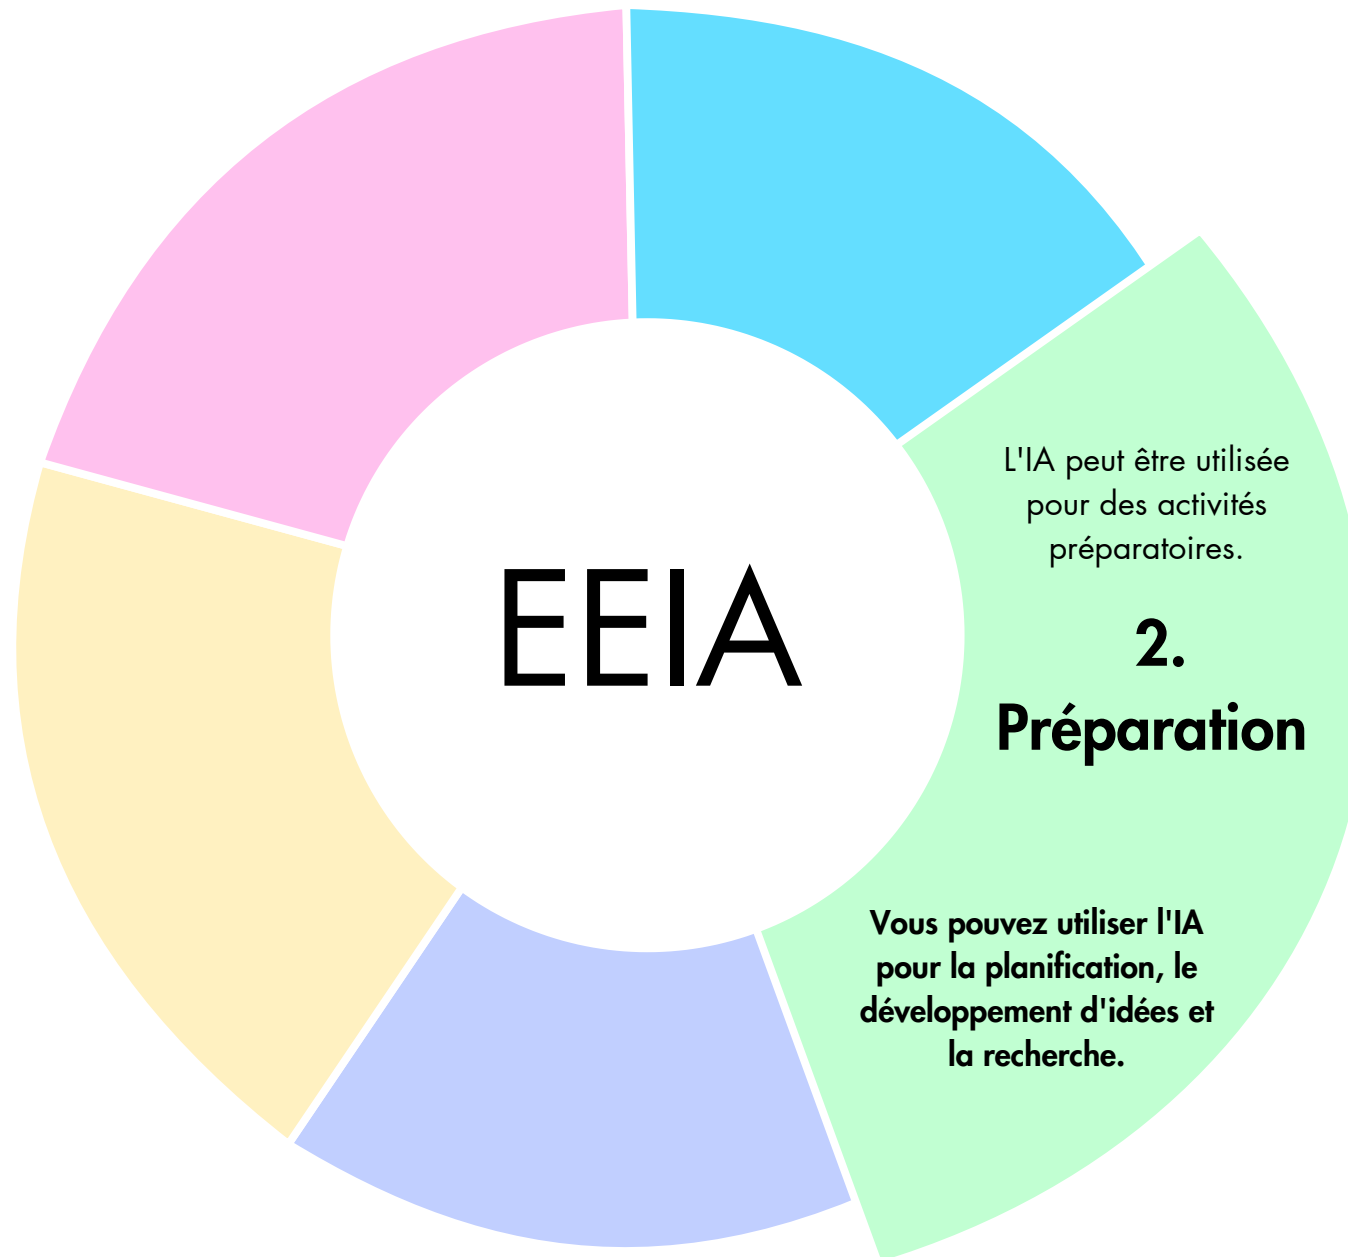 EEIA
L'IA peut être utilisée
pour des activités
préparatoires.
2.
Préparation
Vous pouvez utiliser l'IA
pour la planification, le
développement d'idées et
la recherche.